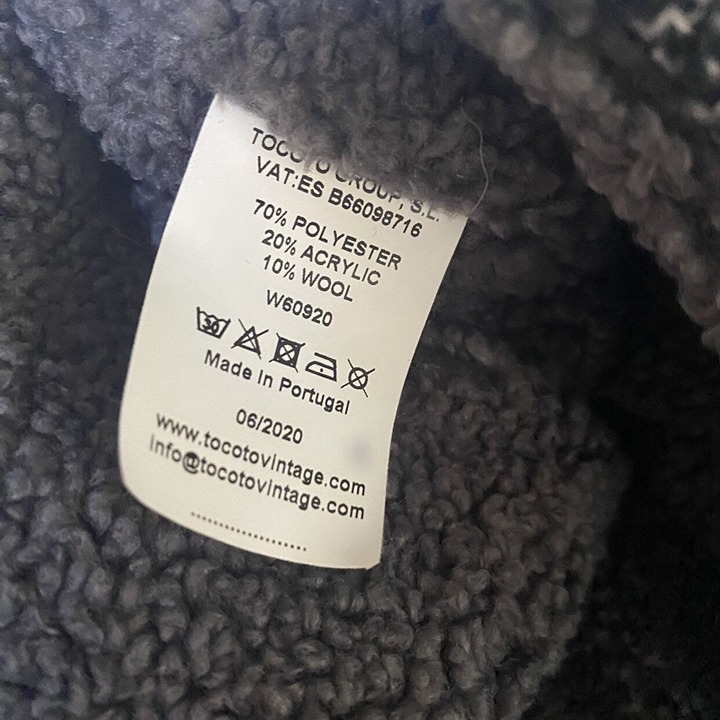 TOCOTO GROUP, S.L.
VAT:ES B66098716
70% POLYESTER
20% ACRYLIC
10% WOOL
W60920
30
Made In Portugal
06/2020
www.tocotovintage.com
info@tocotovintage.com